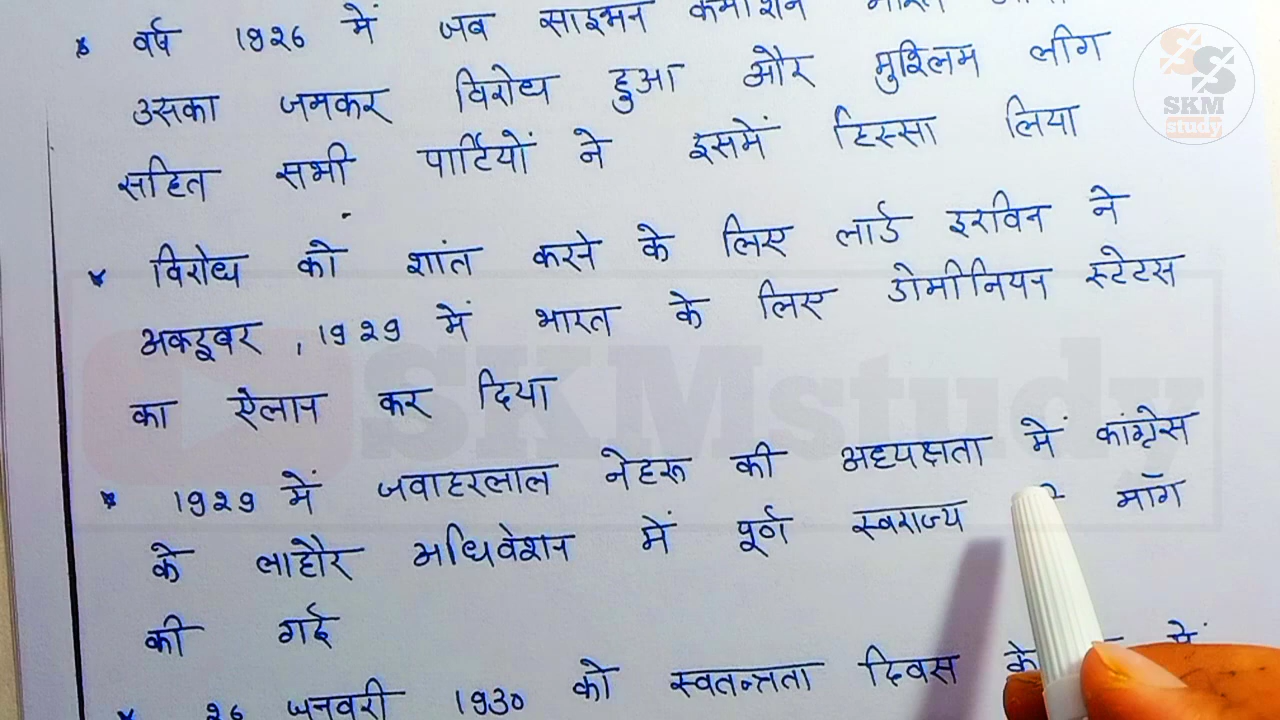 वर्ष 1926 में जब साइमन कमीशन भारत
उसका जमकर विरोध हुआ और मुश्लिम लीग
सहित सभी पार्टियों ने इसमें हिस्सा लिया
विरोध को शांत करने के लिए लार्ड इरविन ने
अक्टूबर , 1929 में भारत के लिए डोमीनियन स्टेटस
का ऐलान कर दिया
1929 में जवाहरलाल नेहरू की अध्यक्षता में कांग्रेस
के लाहौर अधिवेशन में पूर्ण स्वराज्य माँग
की गई
26 जनवरी 1930 को स्वतन्त्रता दिवस के में
SS
SKM
study
SKMstudy